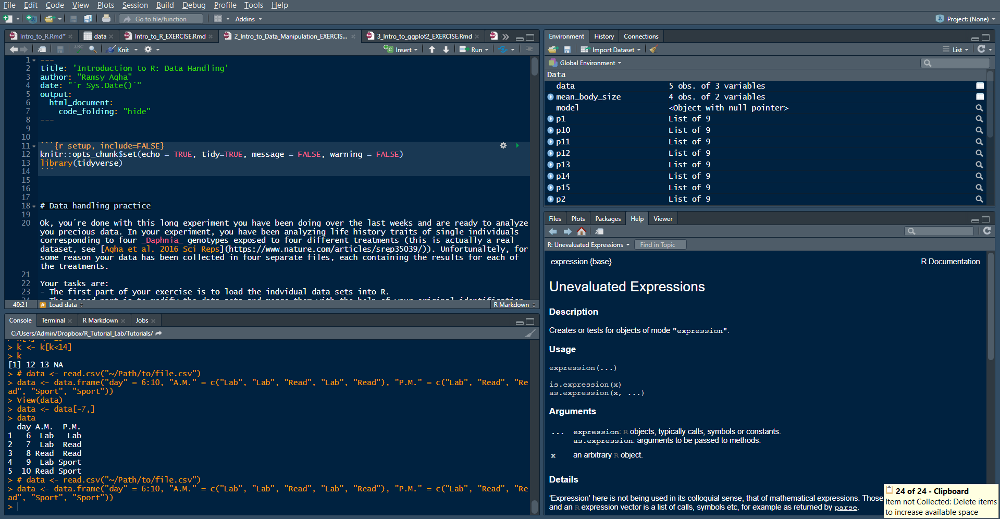 File Edit Code View Plots Session Build Debug Profile Tools Help
Go to file/function Addins Project: (None)
Intro_to_R.Rmd* data Intro_to_R_EXERCISE.Rmd 2_Intro_to_Data_Manipulation_EXERCIS... 3_Intro_to_ggplot2_EXERCISE.Rmd
ABC Knit Insert Run
1 ---
2 title: 'Introduction to R: Data Handling'
3 author: "Ramsy Agha"
4 date: "`r Sys.Date()`"
5 output:
6 html_document:
7 code_folding: "hide"
8 ---
9
10
11 ```{r setup, include=FALSE}
12 knitr::opts_chunk$set(echo = TRUE, tidy=TRUE, message = FALSE, warning = FALSE)
13 library(tidyverse)
14 ```
15
16
17
18 # Data handling practice
19
20 Ok, you´re done with this long experiment you have been doing over the last weeks and are ready to analyze
you precious data. In your experiment, you have been analyzing life history traits of single individuals
corresponding to four _Daphnia_ genotypes exposed to four different treatments (this is actually a real
dataset, see [Agha et al. 2016 Sci Reps](https://www.nature.com/articles/srep35039/)). Unfortunaltely, for
some reason your data has been collected in four separate files, each containing the results for each of
the treatments.
21
22 Your tasks are:
23 - The first part of your exercise is to load the indvidual data sets into R.
49:21 # Load data R Markdown
Console Terminal R Markdown Jobs
C:/Users/Admin/Dropbox/R_Tutorial_Lab/Tutorials/
> k <- k[k<14]
> k
[1] 12 13 NA
> # data <- read.csv("~/Path/to/file.csv")
> data <- data.frame("day" = 6:10, "A.M." = c("Lab", "Lab", "Read", "Lab", "Read"), "P.M." = c("Lab", "Read", "Re
ad", "Sport", "Sport"))
> View(data)
> data <- data[-7,]
> data
day A.M. P.M.
1 6 Lab Lab
2 7 Lab Read
3 8 Read Read
4 9 Lab Sport
5 10 Read Sport
> # data <- read.csv("~/Path/to/file.csv")
> data <- data.frame("day" = 6:10, "A.M." = c("Lab", "Lab", "Read", "Lab", "Read"), "P.M." = c("Lab", "Read", "Re
ad", "Sport", "Sport"))
>
Environment History Connections
Import Dataset List
Global Environment
Data
data 5 obs. of 3 variables
mean_body_size 4 obs. of 2 variables
model <Object with null pointer>
p1 List of 9
p10 List of 9
p11 List of 9
p12 List of 9
p13 List of 9
p14 List of 9
p15 List of 9
p2 List of 9
Files Plots Packages Help Viewer
R: Unevaluated Expressions Find in Topic
expression {base} R Documentation
Unevaluated Expressions
Description
Creates or tests for objects of mode "expression".
Usage
expression(...)
is.expression(x)
as.expression(x, ...)
Arguments
... expression: R objects, typically calls, symbols or constants.
as.expression: arguments to be passed to methods.
x an arbitrary R object.
Details
‘Expression’ here is not being used in its colloquial sense, that of mathematical expressions. Those
and an R expression vector is a list of calls, symbols etc, for example as returned by parse.
24 of 24 - Clipboard
Item not Collected: Delete items
to increase available space